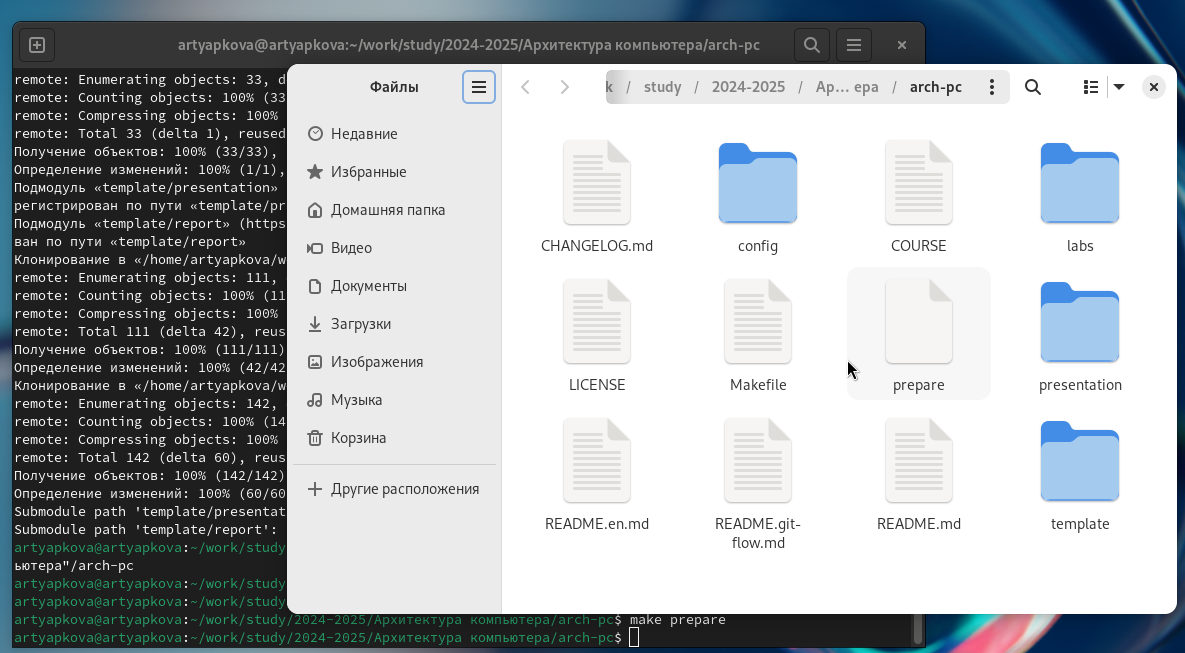 artyapkova@artyapkova:~/work/study/2024-2025/Архитектура компьютера/arch-pc
remote: Enumerating objects: 33, d
remote: Counting objects: 100% (33
remote: Compressing objects: 100%
remote: Total 33 (delta 1), reused
Получение объектов: 100% (33/33),
Определение изменений: 100% (1/1),
Подмодуль «template/presentation»
регистрирован по пути «template/pr
Подмодуль «template/report» (https
ван по пути «template/report»
Клонирование в «/home/artyapkova/w
remote: Enumerating objects: 111,
remote: Counting objects: 100% (11
remote: Compressing objects: 100%
remote: Total 111 (delta 42), reus
Получение объектов: 100% (111/111)
Определение изменений: 100% (42/42
Клонирование в «/home/artyapkova/w
remote: Enumerating objects: 142,
remote: Counting objects: 100% (14
remote: Compressing objects: 100%
remote: Total 142 (delta 60), reus
Получение объектов: 100% (142/142)
Определение изменений: 100% (60/60
Submodule path 'template/presentat
Submodule path 'template/report':
artyapkova@artyapkova:~/work/study
ьютера"/arch-pc
artyapkova@artyapkova:~/work/study
artyapkova@artyapkova:~/work/study
artyapkova@artyapkova:~/work/study/2024-2025/Архитектура компьютера/arch-pc$ make prepare
artyapkova@artyapkova:~/work/study/2024-2025/Архитектура компьютера/arch-pc$
Файлы
k / study / 2024-2025 / Ар… ера / arch-pc
Недавние
Избранные
Домашняя папка
Видео
Документы
Загрузки
Изображения
Музыка
Корзина
Другие расположения
CHANGELOG.md
config
COURSE
labs
LICENSE
Makefile
prepare
presentation
README.en.md
README.git-
flow.md
README.md
template